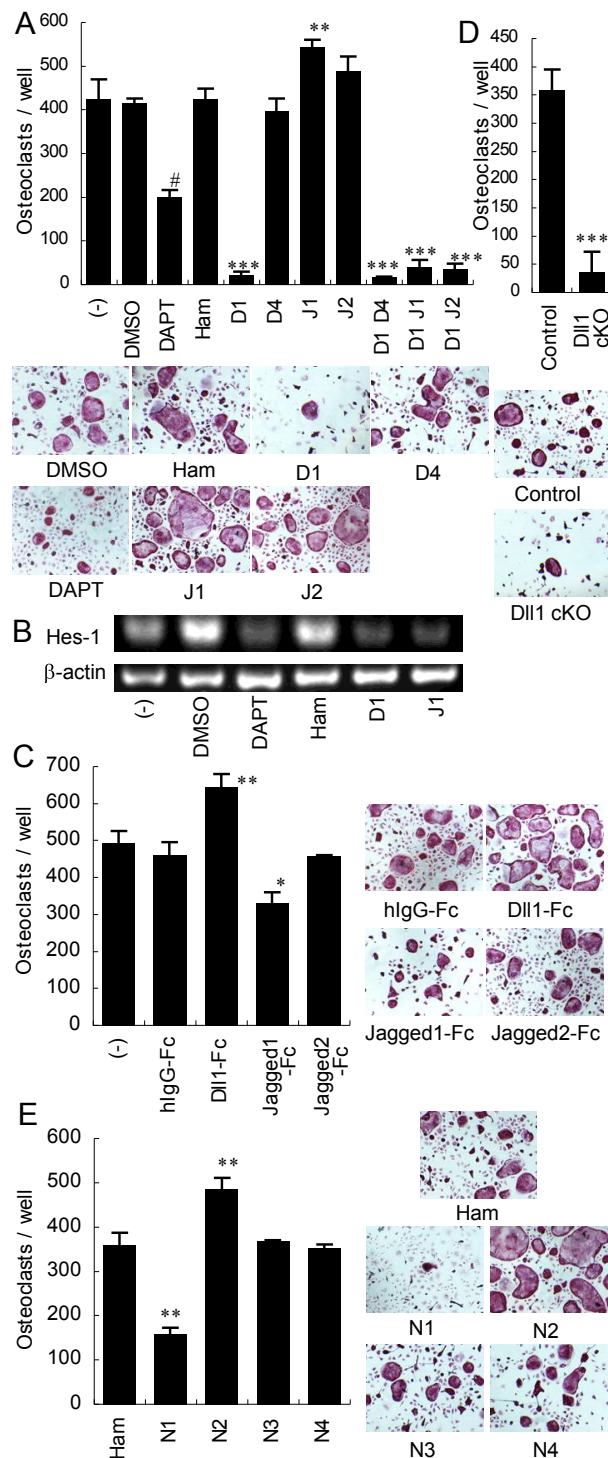 A
Osteoclasts / well
600
500
400
300
200
100
0
#
***
**
***
***
***
(-)
DMSO
DAPT
Ham
D1
D4
J1
J2
D1 D4
D1 J1
D1 J2
DMSO
Ham
D1
D4
DAPT
J1
J2
D
Osteoclasts / well
450
400
350
300
250
200
150
100
50
0
***
Control
Dll1
cKO
Control
Dll1 cKO
B
Hes-1
β-actin
(-)
DMSO
DAPT
Ham
D1
J1
C
Osteoclasts / well
700
600
500
400
300
200
100
0
**
*
(-)
hIgG-Fc
Dll1-Fc
Jagged1
-Fc
Jagged2
-Fc
hIgG-Fc
Dll1-Fc
Jagged1-Fc
Jagged2-Fc
E
Osteoclasts / well
600
500
400
300
200
100
0
**
**
Ham
N1
N2
N3
N4
Ham
N1
N2
N3
N4